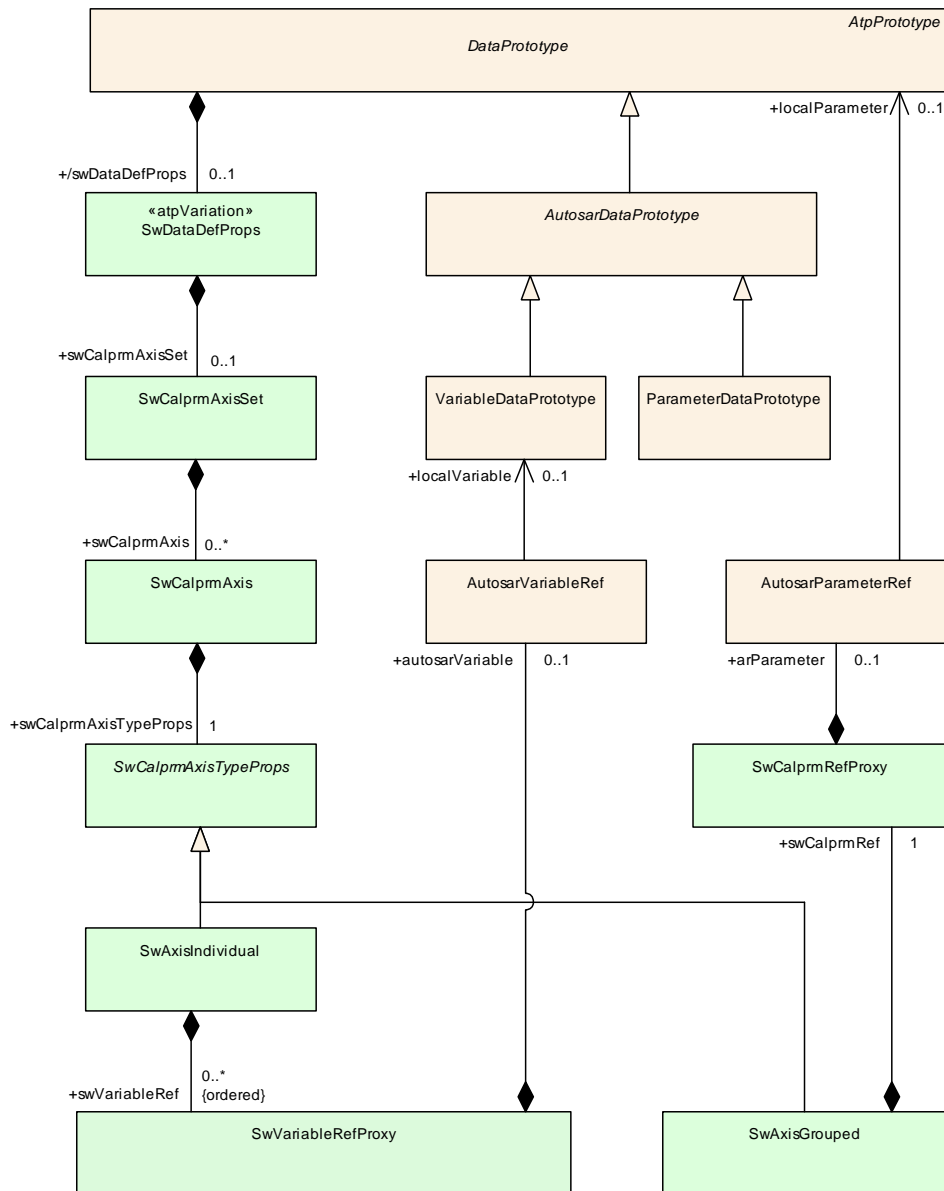 AtpPrototype
DataPrototype
+localParameter 0..1
+/swDataDefProps 0..1
«atpVariation»
SwDataDefProps
AutosarDataPrototype
+swCalprmAxisSet 0..1
SwCalprmAxisSet
VariableDataPrototype
ParameterDataPrototype
+localVariable 0..1
+swCalprmAxis 0..*
SwCalprmAxis
AutosarVariableRef
AutosarParameterRef
+autosarVariable 0..1
+arParameter 0..1
+swCalprmAxisTypeProps 1
SwCalprmAxisTypeProps
SwCalprmRefProxy
+swCalprmRef 1
SwAxisIndividual
0..*
+swVariableRef {ordered}
SwVariableRefProxy
SwAxisGrouped